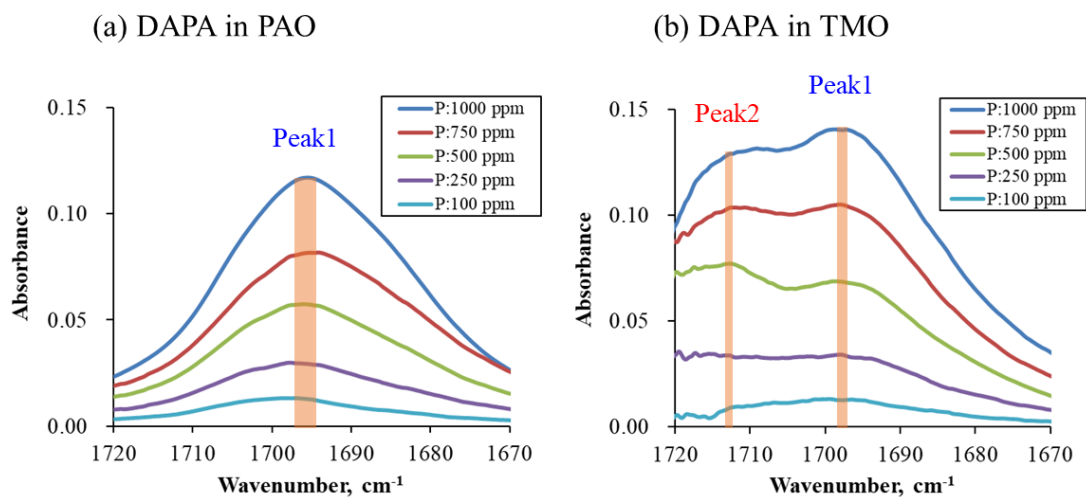 (a) DAPA in PAO
Peak1
P:1000 ppm
P:750 ppm
P:500 ppm
P:250 ppm
P:100 ppm
Absorbance
0.15
0.10
0.05
0.00
1720 1710 1700 1690 1680 1670
Wavenumber, cm⁻¹
(b) DAPA in TMO
Peak2
Peak1
P:1000 ppm
P:750 ppm
P:500 ppm
P:250 ppm
P:100 ppm
Absorbance
0.15
0.10
0.05
0.00
1720 1710 1700 1690 1680 1670
Wavenumber, cm⁻¹